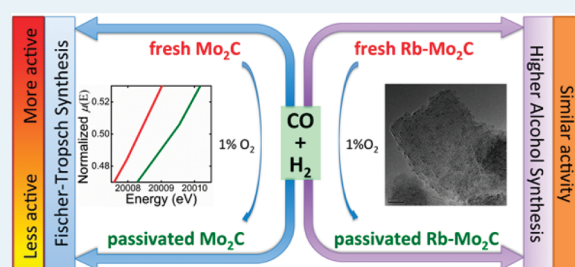 More active
Less active
Fischer-Tropsch Synthesis
fresh Mo2C
fresh Rb-Mo2C
Normalized μ(E)
0.52
0.50
0.48
20008 20009 20010
Energy (eV)
1% O2
CO
+
H2
1%O2
passivated Mo2C
passivated Rb-Mo2C
Higher Alcohol Synthesis
Similar activity